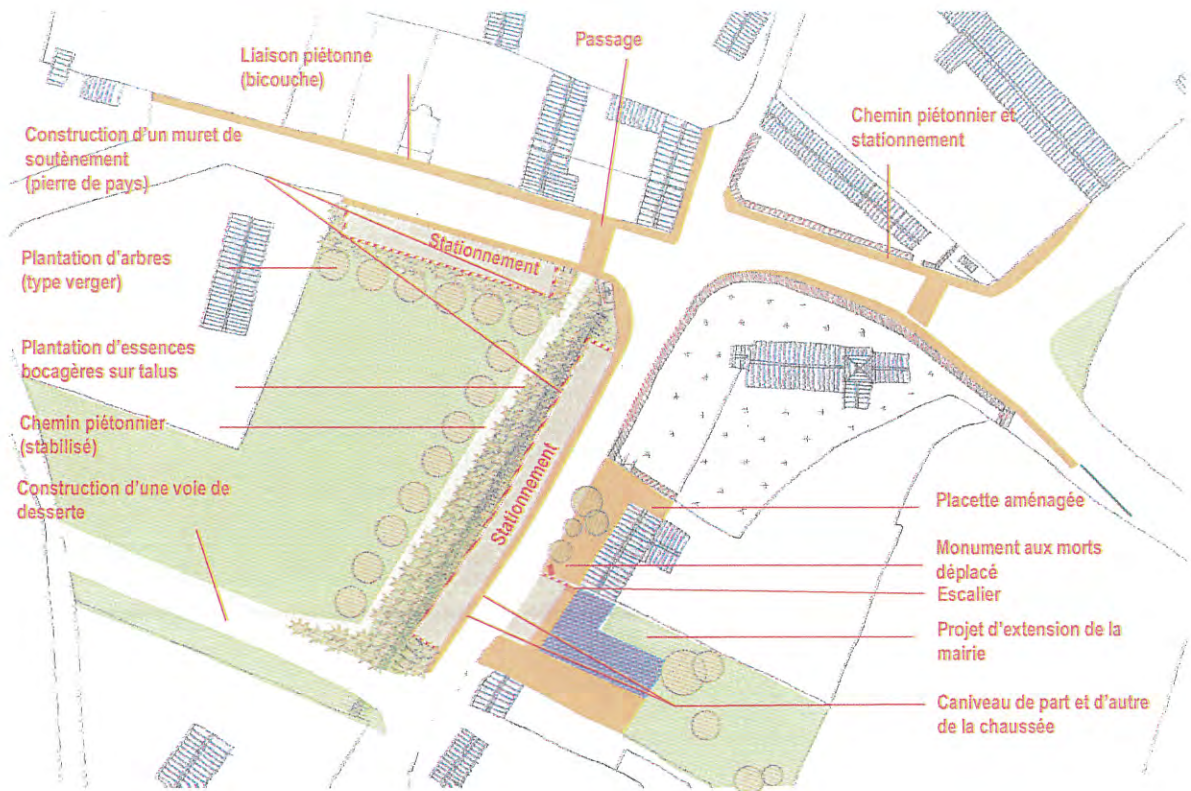 Passage
Liaison piétonne
(bicouche)
Chemin piétonnier et
stationnement
Construction d'un muret de
soutènement
(pierre de pays)
Stationnement
Plantation d'arbres
(type verger)
Plantation d'essences
bocagères sur talus
Chemin piétonnier
(stabilisé)
Stationnement
Construction d'une voie de
desserte
Placette aménagée
Monument aux morts
déplacé
Escalier
Projet d'extension de la
mairie
Caniveau de part et d'autre
de la chaussée